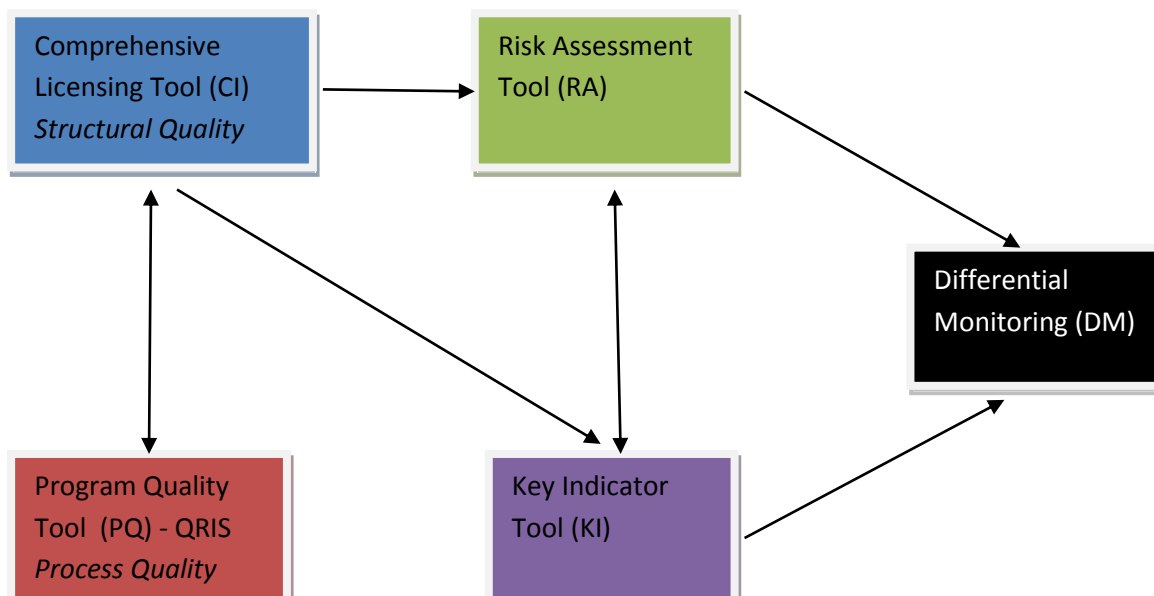 Comprehensive
Licensing Tool (CI)
Structural Quality
Risk Assessment
Tool (RA)
Differential
Monitoring (DM)
Program Quality
Tool  (PQ) - QRIS
Process Quality
Key Indicator
Tool (KI)